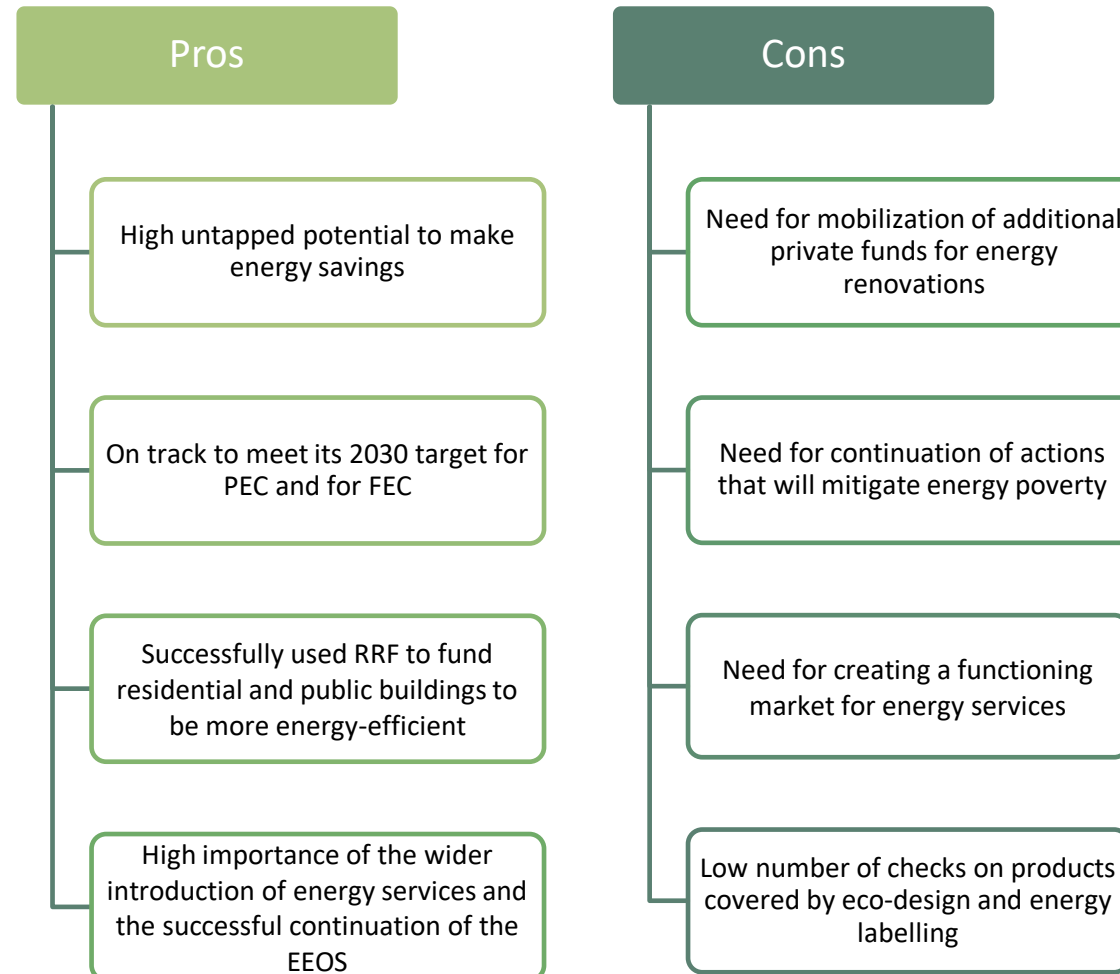 Pros
High untapped potential to make
energy savings
On track to meet its 2030 target for
PEC and for FEC
Successfully used RRF to fund
residential and public buildings to
be more energy-efficient
High importance of the wider
introduction of energy services and
the successful continuation of the
EEOS
Cons
Need for mobilization of additional
private funds for energy
renovations
Need for continuation of actions
that will mitigate energy poverty
Need for creating a functioning
market for energy services
Low number of checks on products
covered by eco-design and energy
labelling